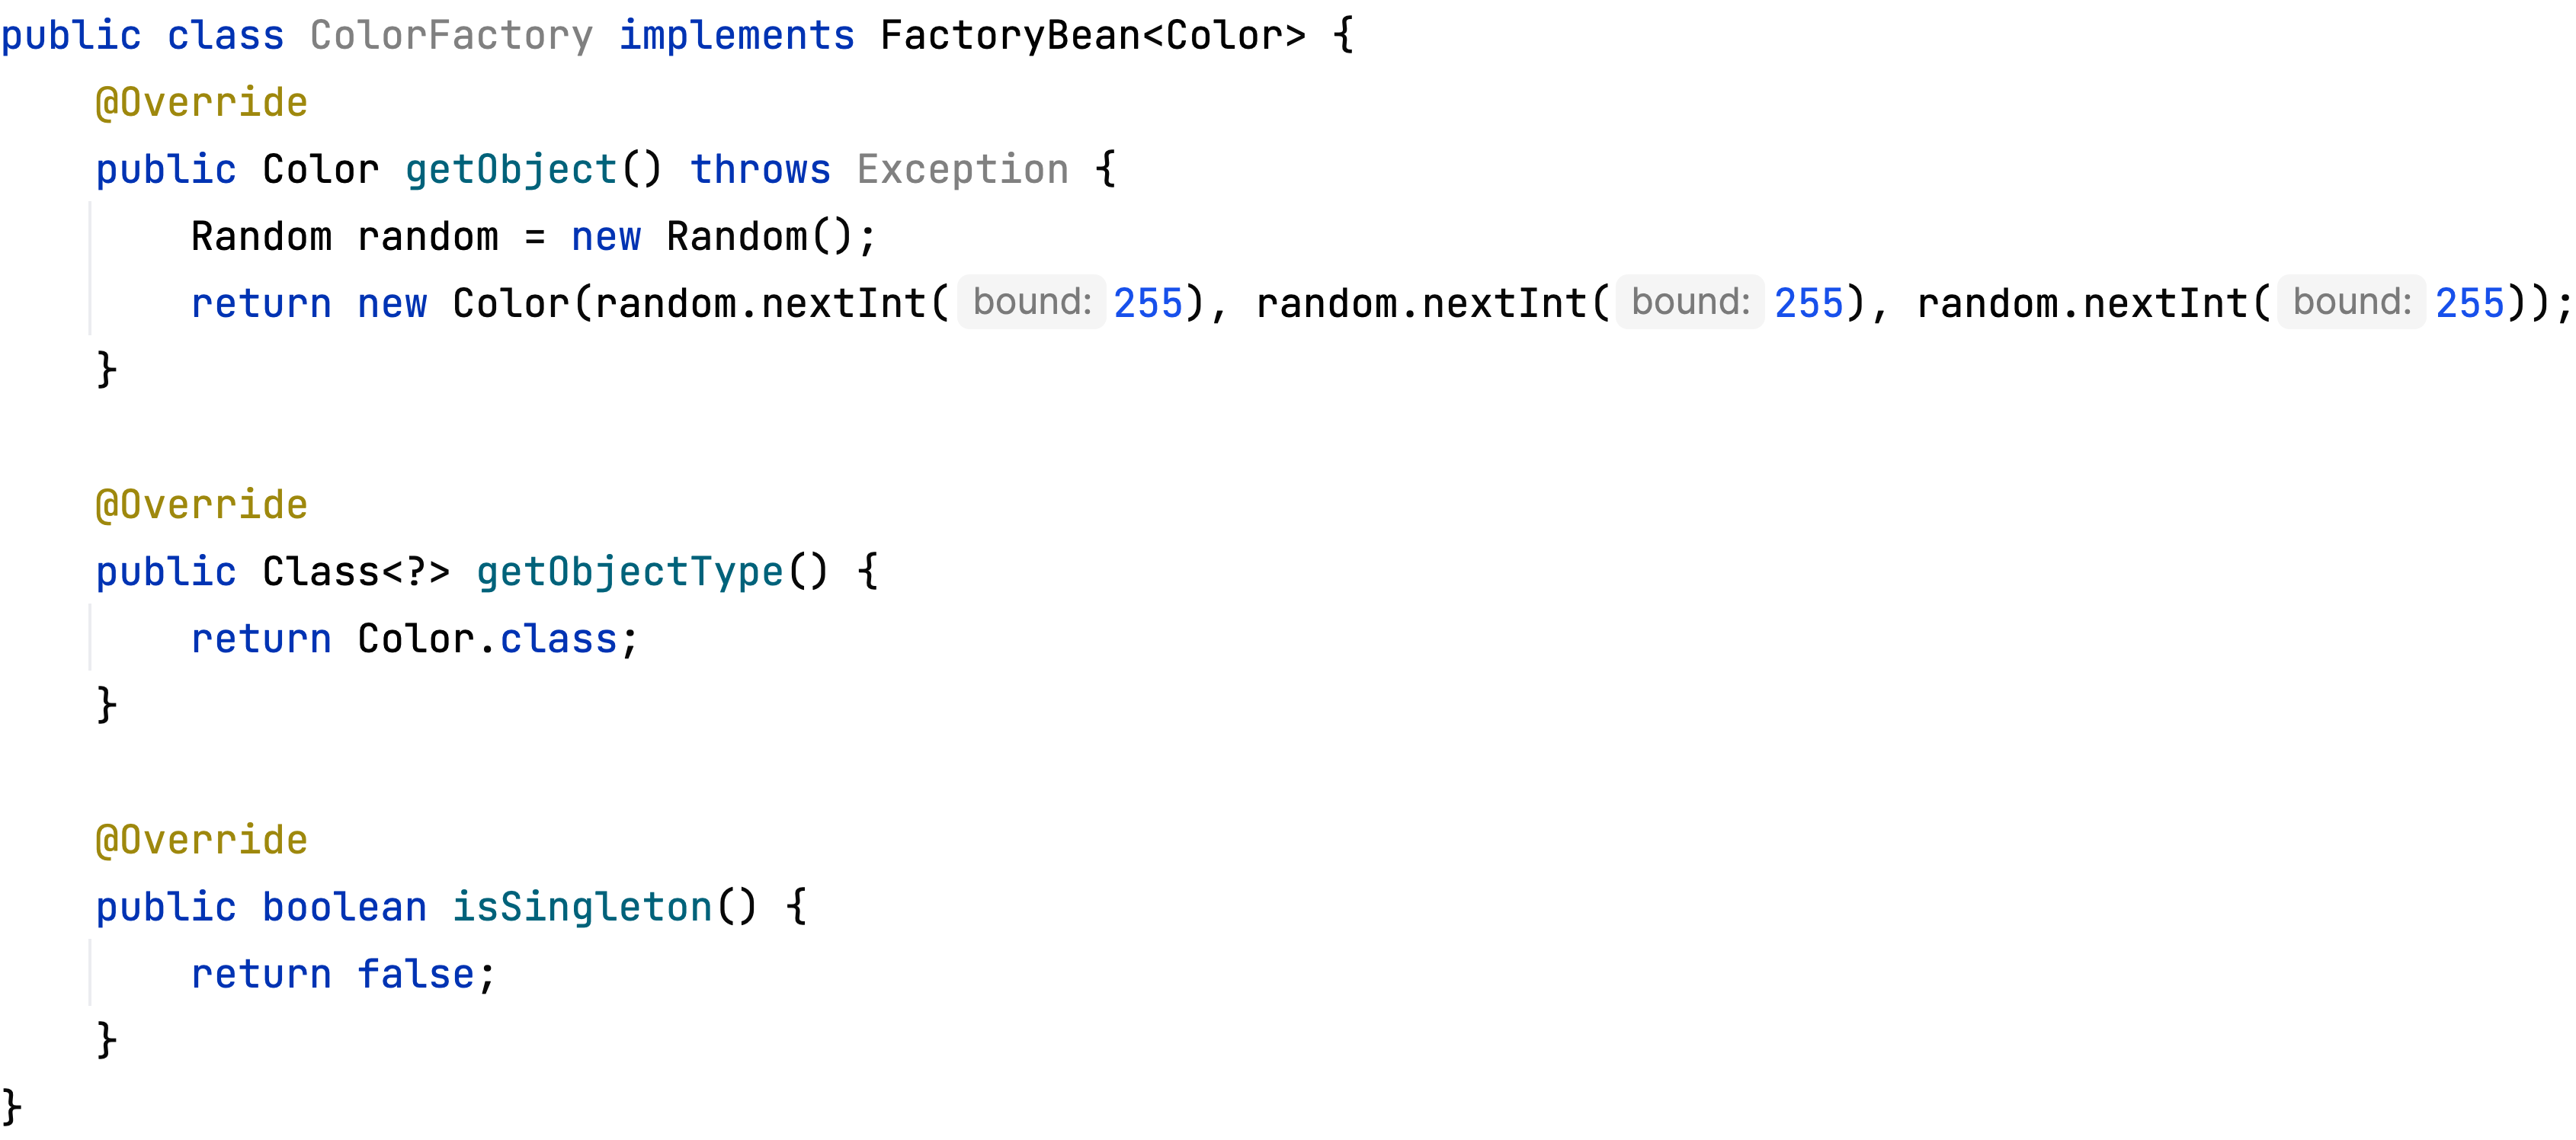 public class ColorFactory implements FactoryBean<Color> {
@Override
public Color getObject() throws Exception {
Random random = new Random();
return new Color(random.nextInt( bound: 255), random.nextInt( bound: 255), random.nextInt( bound: 255));
}
@Override
public Class<?> getObjectType() {
return Color.class;
}
@Override
public boolean isSingleton() {
return false;
}
}